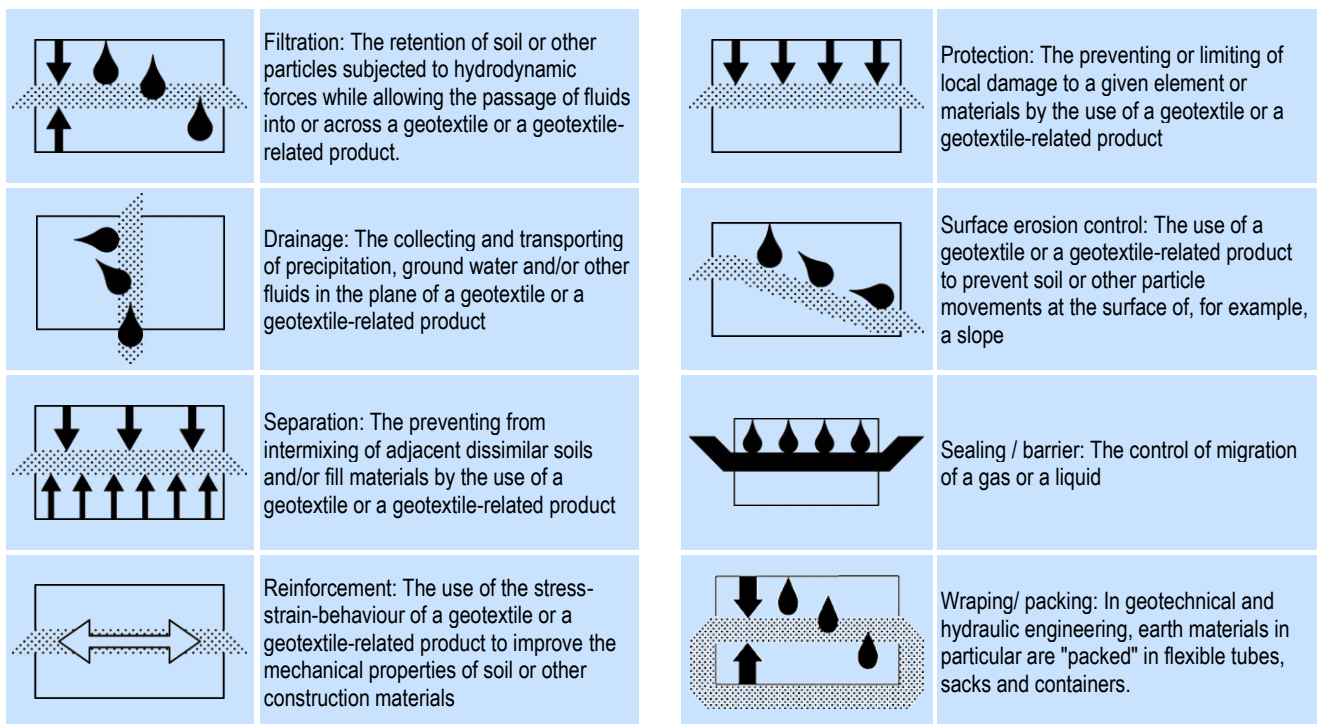 Filtration: The retention of soil or other
particles subjected to hydrodynamic
forces while allowing the passage of fluids
into or across a geotextile or a geotextile-
related product.
Drainage: The collecting and transporting
of precipitation, ground water and/or other
fluids in the plane of a geotextile or a
geotextile-related product
Separation: The preventing from
intermixing of adjacent dissimilar soils
and/or fill materials by the use of a
geotextile or a geotextile-related product
Reinforcement: The use of the stress-
strain-behaviour of a geotextile or a
geotextile-related product to improve the
mechanical properties of soil or other
construction materials
Protection: The preventing or limiting of
local damage to a given element or
materials by the use of a geotextile or a
geotextile-related product
Surface erosion control: The use of a
geotextile or a geotextile-related product
to prevent soil or other particle
movements at the surface of, for example,
a slope
Sealing / barrier: The control of migration
of a gas or a liquid
Wraping/ packing: In geotechnical and
hydraulic engineering, earth materials in
particular are "packed" in flexible tubes,
sacks and containers.